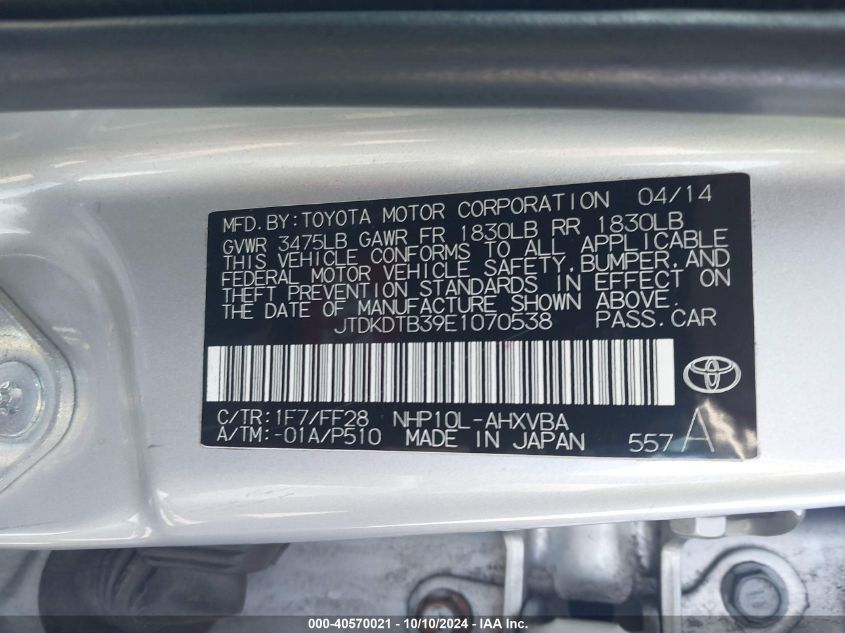 MFD.BY:TOYOTA MOTOR CORPORATION 04/14
GVWR 3475LB GAWR FR 1830LB RR 1830LB
THIS VEHICLE CONFORMS TO ALL APPLICABLE
FEDERAL MOTOR VEHICLE SAFETY,BUMPER,AND
THEFT PREVENTION STANDARDS IN EFFECT ON
THE DATE OF MANUFACTURE SHOWN ABOVE.
JTDKDTB39E1070538 PASS.CAR
C/TR:1F7/FF28 NHP10L-AHXVBA
A/TM:-01A/P510 MADE IN JAPAN 557 A
000-40570021 - 10/10/2024 - IAA Inc.